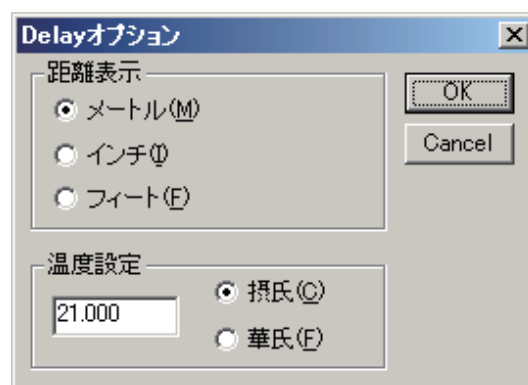 Delayオプション
距離表示
メートル(M)
インチ(I)
フィート(F)
OK
Cancel
温度設定
21.000
摂氏(C)
華氏(F)